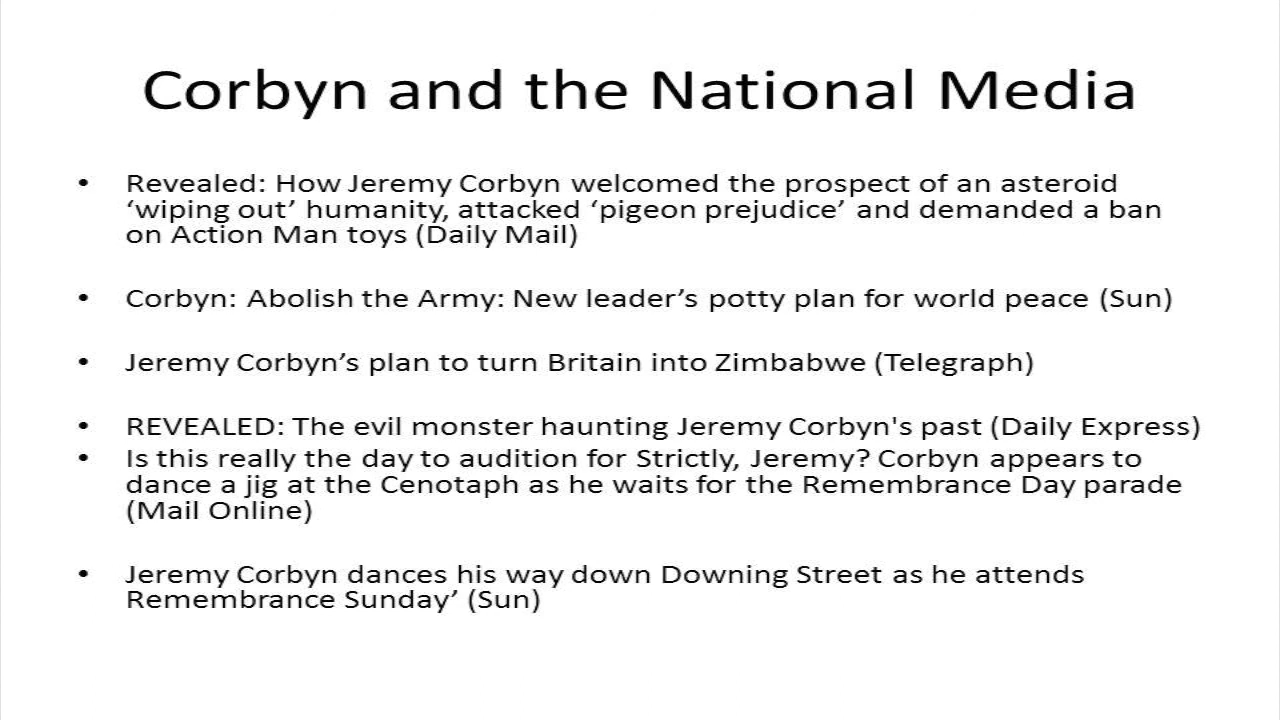 Corbyn and the National Media
• Revealed: How Jeremy Corbyn welcomed the prospect of an asteroid
‘wiping out’ humanity, attacked ‘pigeon prejudice’ and demanded a ban
on Action Man toys (Daily Mail)
• Corbyn: Abolish the Army: New leader’s potty plan for world peace (Sun)
• Jeremy Corbyn’s plan to turn Britain into Zimbabwe (Telegraph)
• REVEALED: The evil monster haunting Jeremy Corbyn's past (Daily Express)
• Is this really the day to audition for Strictly, Jeremy? Corbyn appears to
dance a jig at the Cenotaph as he waits for the Remembrance Day parade
(Mail Online)
• Jeremy Corbyn dances his way down Downing Street as he attends
Remembrance Sunday’ (Sun)